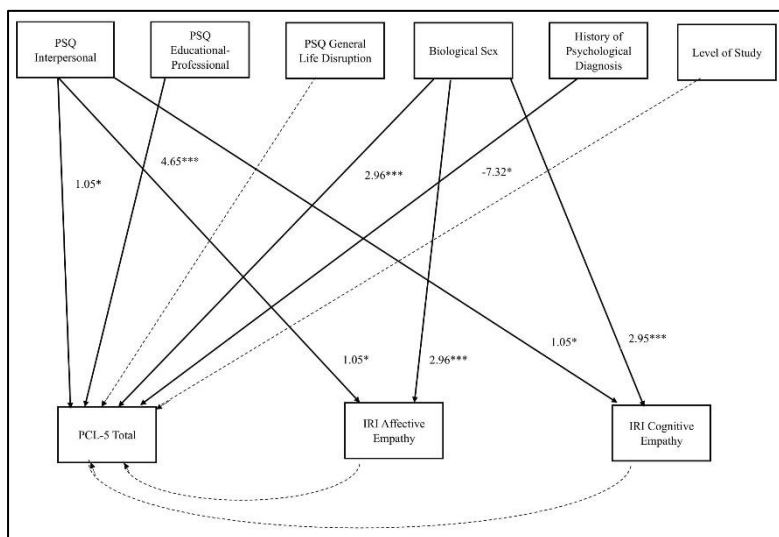 PSQ
Interpersonal
PSQ
Educational-
Professional
PSQ General
Life Disruption
Biological Sex
History of
Psychological
Diagnosis
Level of Study
4.65***
2.96***
-7.32*
1.05*
1.05*
2.96***
1.05*
2.95***
PCL-5 Total
IRI Affective
Empathy
IRI Cognitive
Empathy